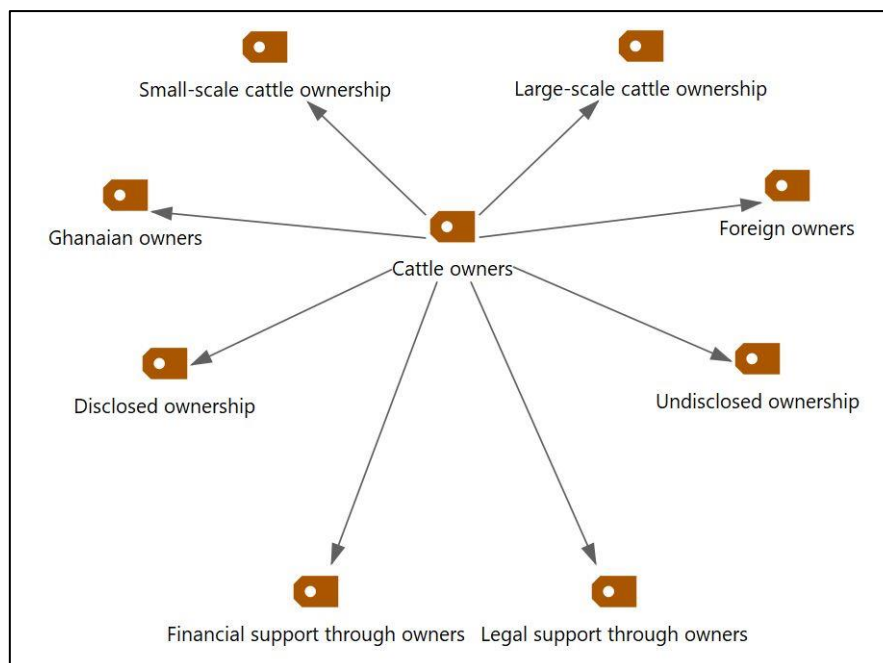 Small-scale cattle ownership
Large-scale cattle ownership
Ghanaian owners
Foreign owners
Cattle owners
Disclosed ownership
Undisclosed ownership
Financial support through owners
Legal support through owners